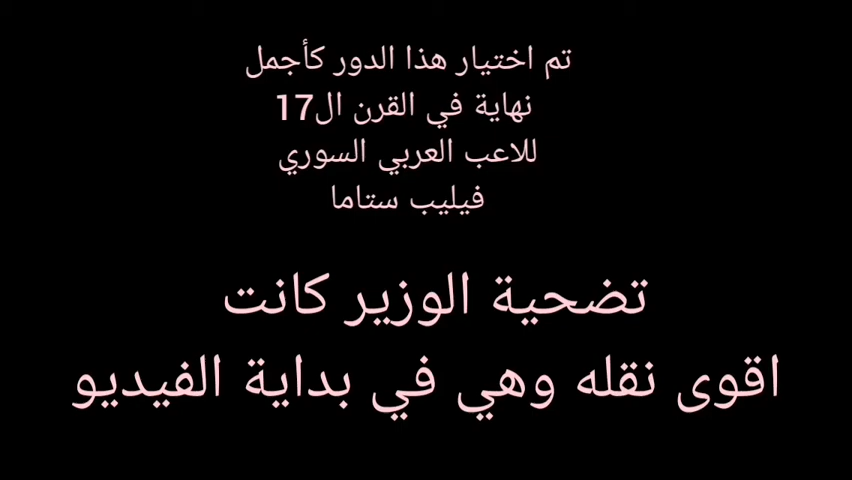 تم اختيار هذا الدور كأجمل
نهاية في القرن ال17
للاعب العربي السوري
فيليب ستاما
تضحية الوزير كانت
اقوى نقله وهي في بداية الفيديو